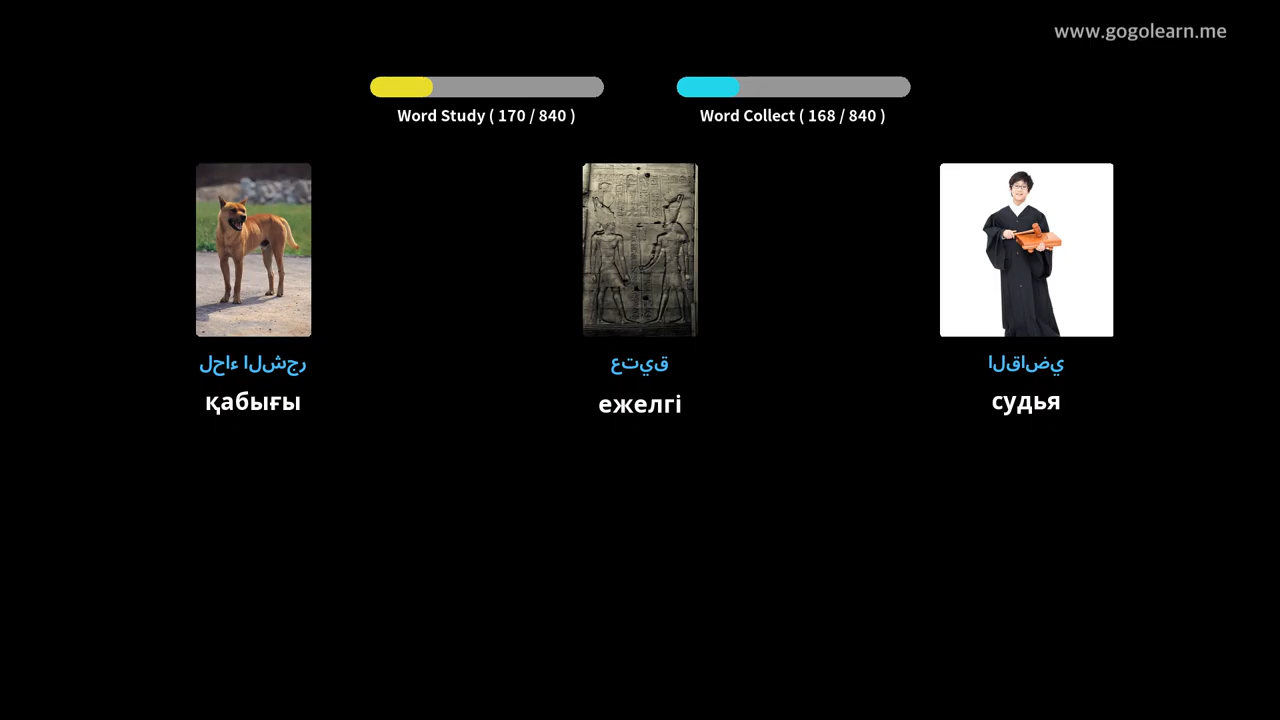 www.gogolearn.me
Word Study ( 170 / 840 )
Word Collect ( 168 / 840 )
لحاء الشجر
қабығы
عتيق
ежелгі
القاضي
судья